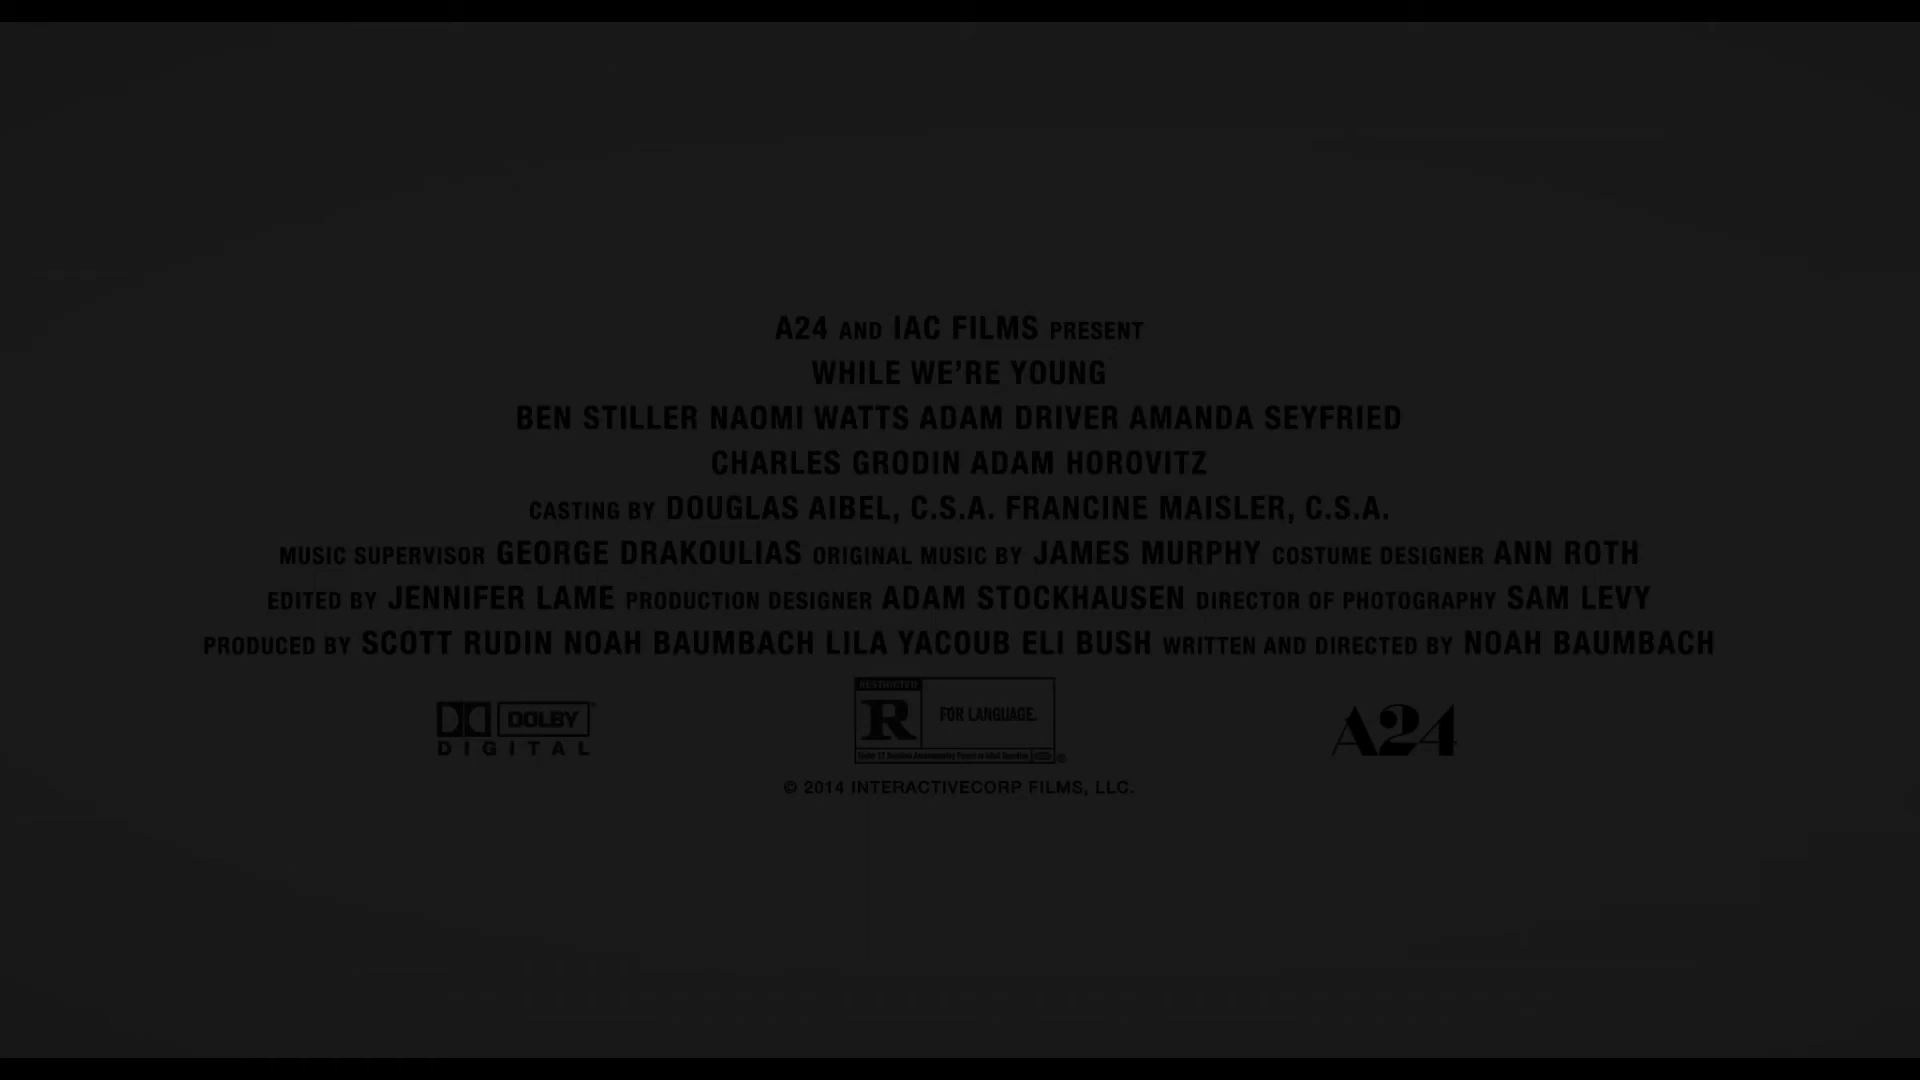 A24 AND IAC FILMS PRESENT
WHILE WE'RE YOUNG
BEN STILLER NAOMI WATTS ADAM DRIVER AMANDA SEYFRIED
CHARLES GRODIN ADAM HOROVITZ
CASTING BY DOUGLAS AIBEL, C.S.A. FRANCINE MAISLER, C.S.A.
MUSIC SUPERVISOR GEORGE DRAKOULIAS ORIGINAL MUSIC BY JAMES MURPHY COSTUME DESIGNER ANN ROTH
EDITED BY JENNIFER LAME PRODUCTION DESIGNER ADAM STOCKHAUSEN DIRECTOR OF PHOTOGRAPHY SAM LEVY
PRODUCED BY SCOTT RUDIN NOAH BAUMBACH LILA YACOUB ELI BUSH WRITTEN AND DIRECTED BY NOAH BAUMBACH
DOLBY
DIGITAL
RESTRICTED
R FOR LANGUAGE.
A24
© 2014 INTERACTIVECORP FILMS, LLC.